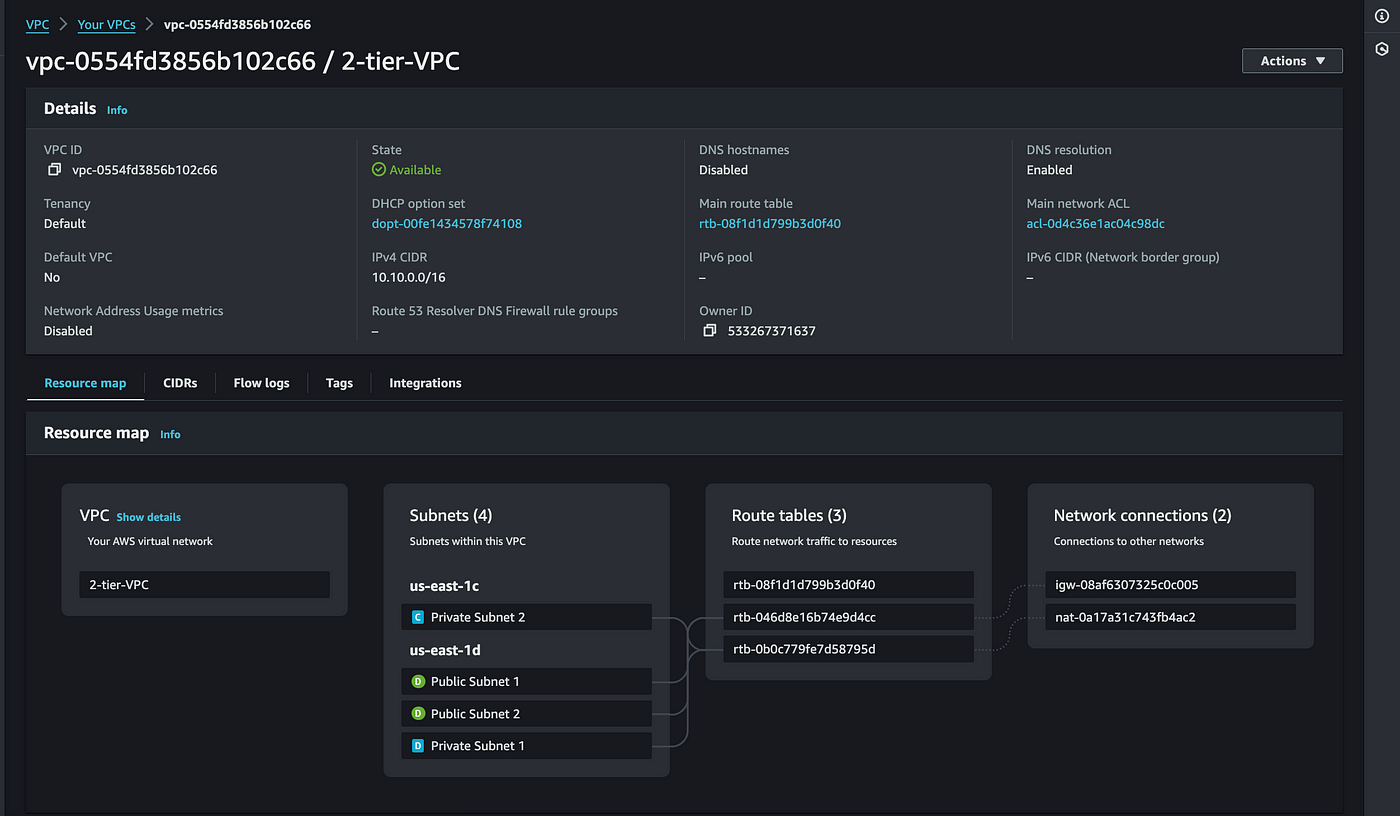 VPC > Your VPCs > vpc-0554fd3856b102c66
vpc-0554fd3856b102c66 / 2-tier-VPC
Actions ▼
Details Info
VPC ID
vpc-0554fd3856b102c66
State
Available
DNS hostnames
Disabled
DNS resolution
Enabled
Tenancy
Default
DHCP option set
dopt-00fe1434578f74108
Main route table
rtb-08f1d1d799b3d0f40
Main network ACL
acl-0d4c36e1ac04c98dc
Default VPC
No
IPv4 CIDR
10.10.0.0/16
IPv6 pool
–
IPv6 CIDR (Network border group)
–
Network Address Usage metrics
Disabled
Route 53 Resolver DNS Firewall rule groups
–
Owner ID
533267371637
Resource map
CIDRs
Flow logs
Tags
Integrations
Resource map Info
VPC Show details
Your AWS virtual network
2-tier-VPC
Subnets (4)
Subnets within this VPC
us-east-1c
C Private Subnet 2
us-east-1d
D Public Subnet 1
D Public Subnet 2
D Private Subnet 1
Route tables (3)
Route network traffic to resources
rtb-08f1d1d799b3d0f40
rtb-046d8e16b74e9d4cc
rtb-0b0c779fe7d58795d
Network connections (2)
Connections to other networks
igw-08af6307325c0c005
nat-0a17a31c743fb4ac2